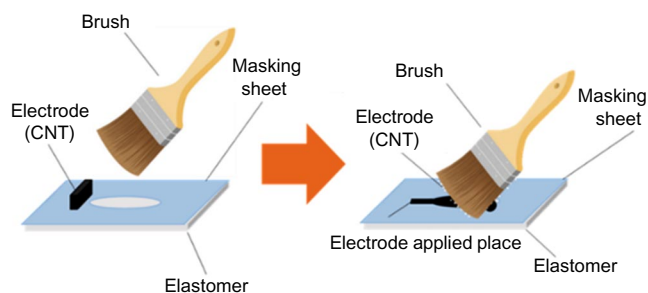 Brush
Masking
sheet
Electrode
(CNT)
Elastomer
Brush
Masking
sheet
Electrode
(CNT)
Electrode applied place
Elastomer